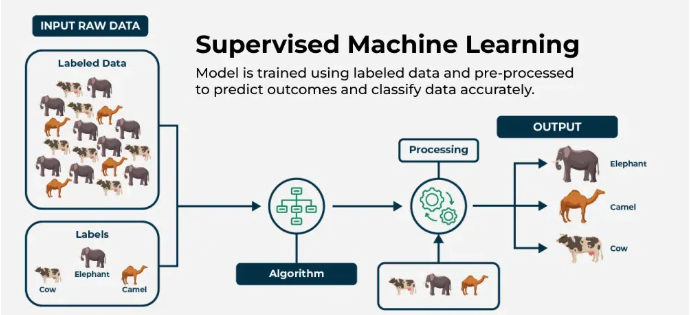 INPUT RAW DATA
Labeled Data
Supervised Machine Learning
Model is trained using labeled data and pre-processed
to predict outcomes and classify data accurately.
Labels
Elephant
Cow
Camel
Algorithm
Processing
OUTPUT
Elephant
Camel
Cow